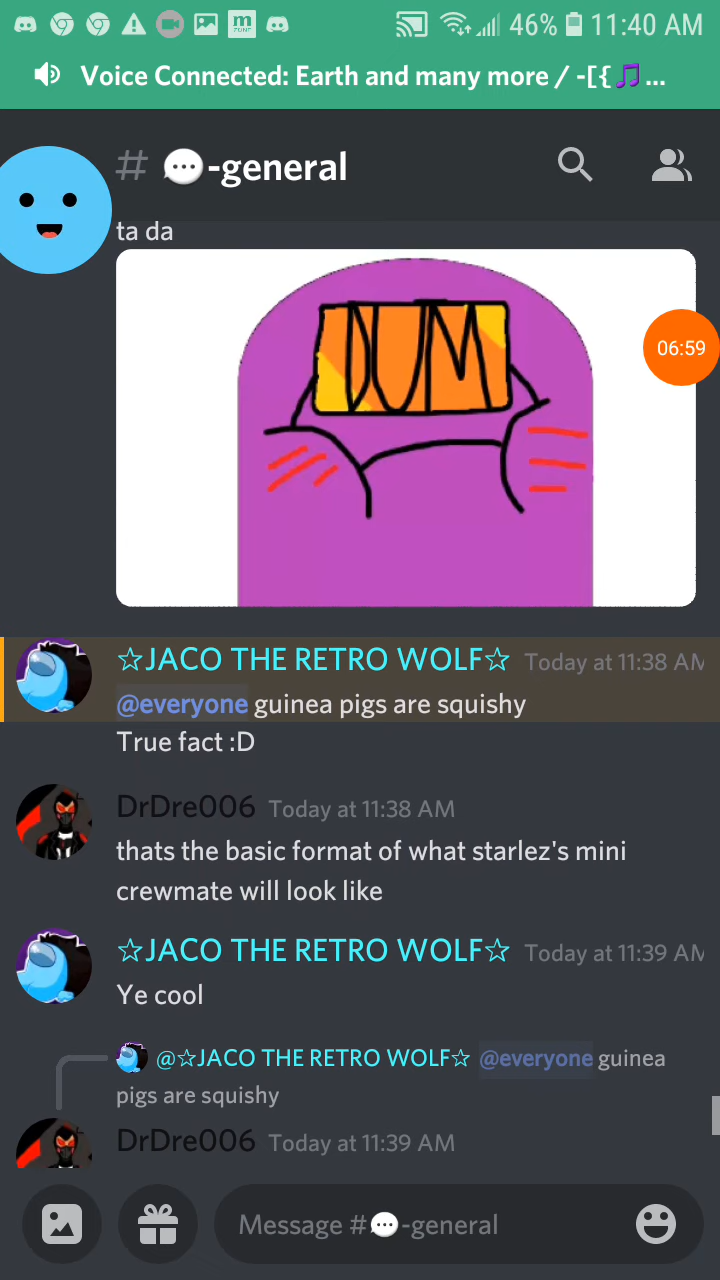 m
46% 11:40 AM
Voice Connected: Earth and many more / -[{🎵...
# 💬-general
ta da
DUM
06:59
☆JACO THE RETRO WOLF☆ Today at 11:38 AM
@everyone guinea pigs are squishy
True fact :D
DrDre006 Today at 11:38 AM
thats the basic format of what starlez's mini
crewmate will look like
☆JACO THE RETRO WOLF☆ Today at 11:39 AM
Ye cool
@☆JACO THE RETRO WOLF☆ @everyone guinea
pigs are squishy
DrDre006 Today at 11:39 AM
Message #💬-general